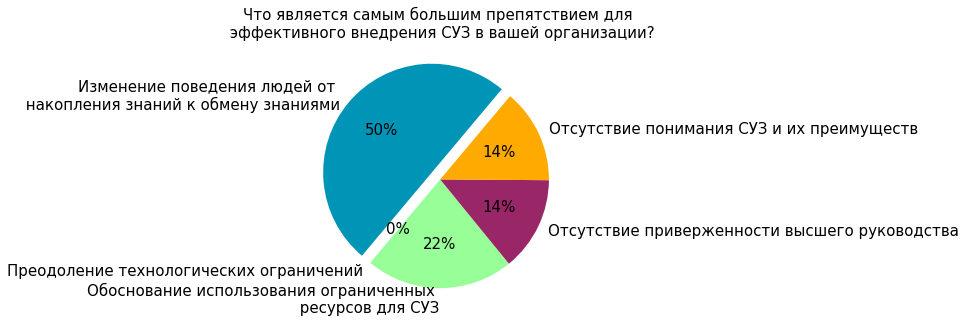 Что является самым большим препятствием для
эффективного внедрения СУЗ в вашей организации?
Изменение поведения людей от
накопления знаний к обмену знаниями
50%
14%
Отсутствие понимания СУЗ и их преимуществ
14%
Отсутствие приверженности высшего руководства
0%
22%
Преодоление технологических ограничений
Обоснование использования ограниченных
ресурсов для СУЗ